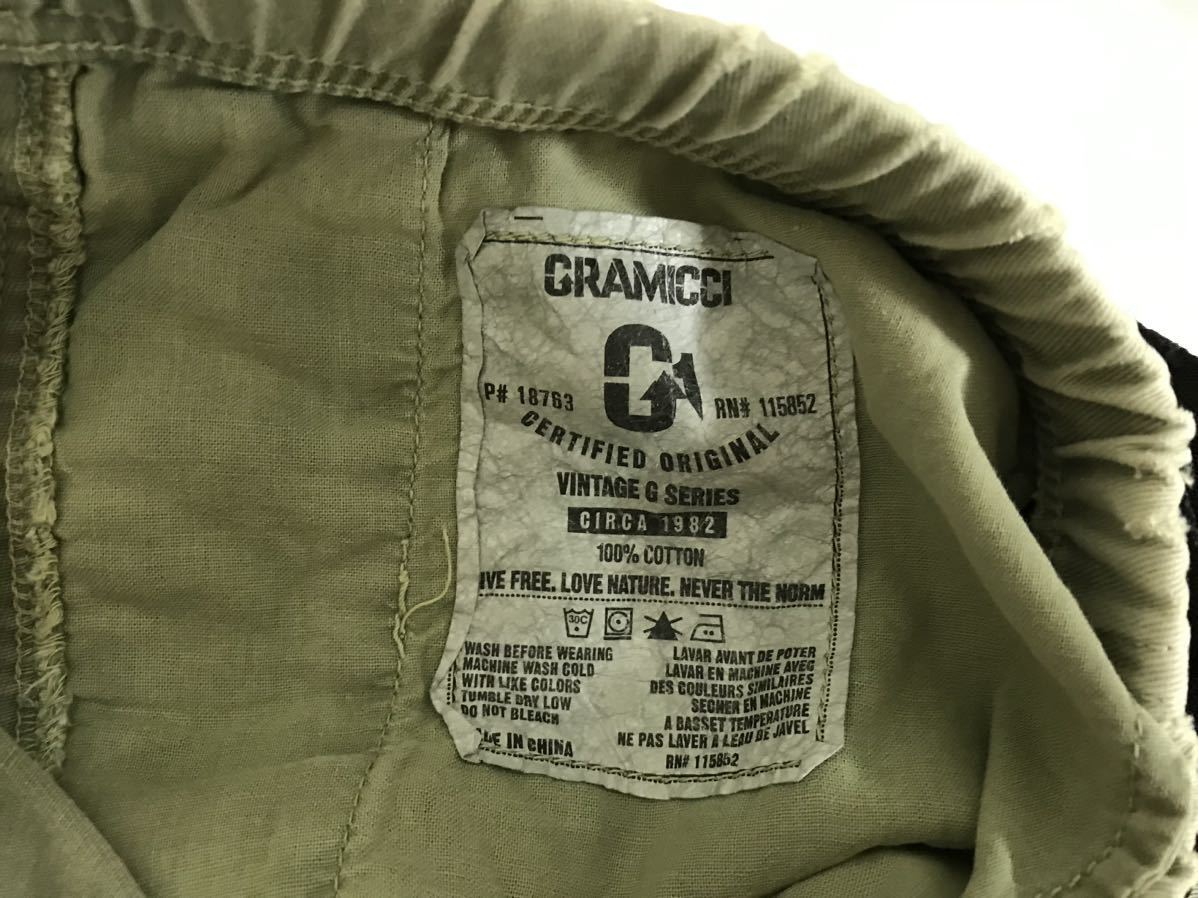 GRAMICCI
G
P# 18763 RN# 115852
CERTIFIED ORIGINAL
VINTAGE G SERIES
CIRCA 1982
100% COTTON
IVE FREE. LOVE NATURE. NEVER THE NORM
30C
WASH BEFORE WEARING
MACHINE WASH COLD
WITH LIKE COLORS
TUMBLE DRY LOW
DO NOT BLEACH
DE IN CHINA
LAVAR AVANT DE POTER
LAVAR EN MACHINE AVEC
DES COULEURS SIMILAIRES
SECHER EN MACHINE
A BASSET TEMPERATURE
NE PAS LAVER A LEAU DE JAVEL
RN# 115852